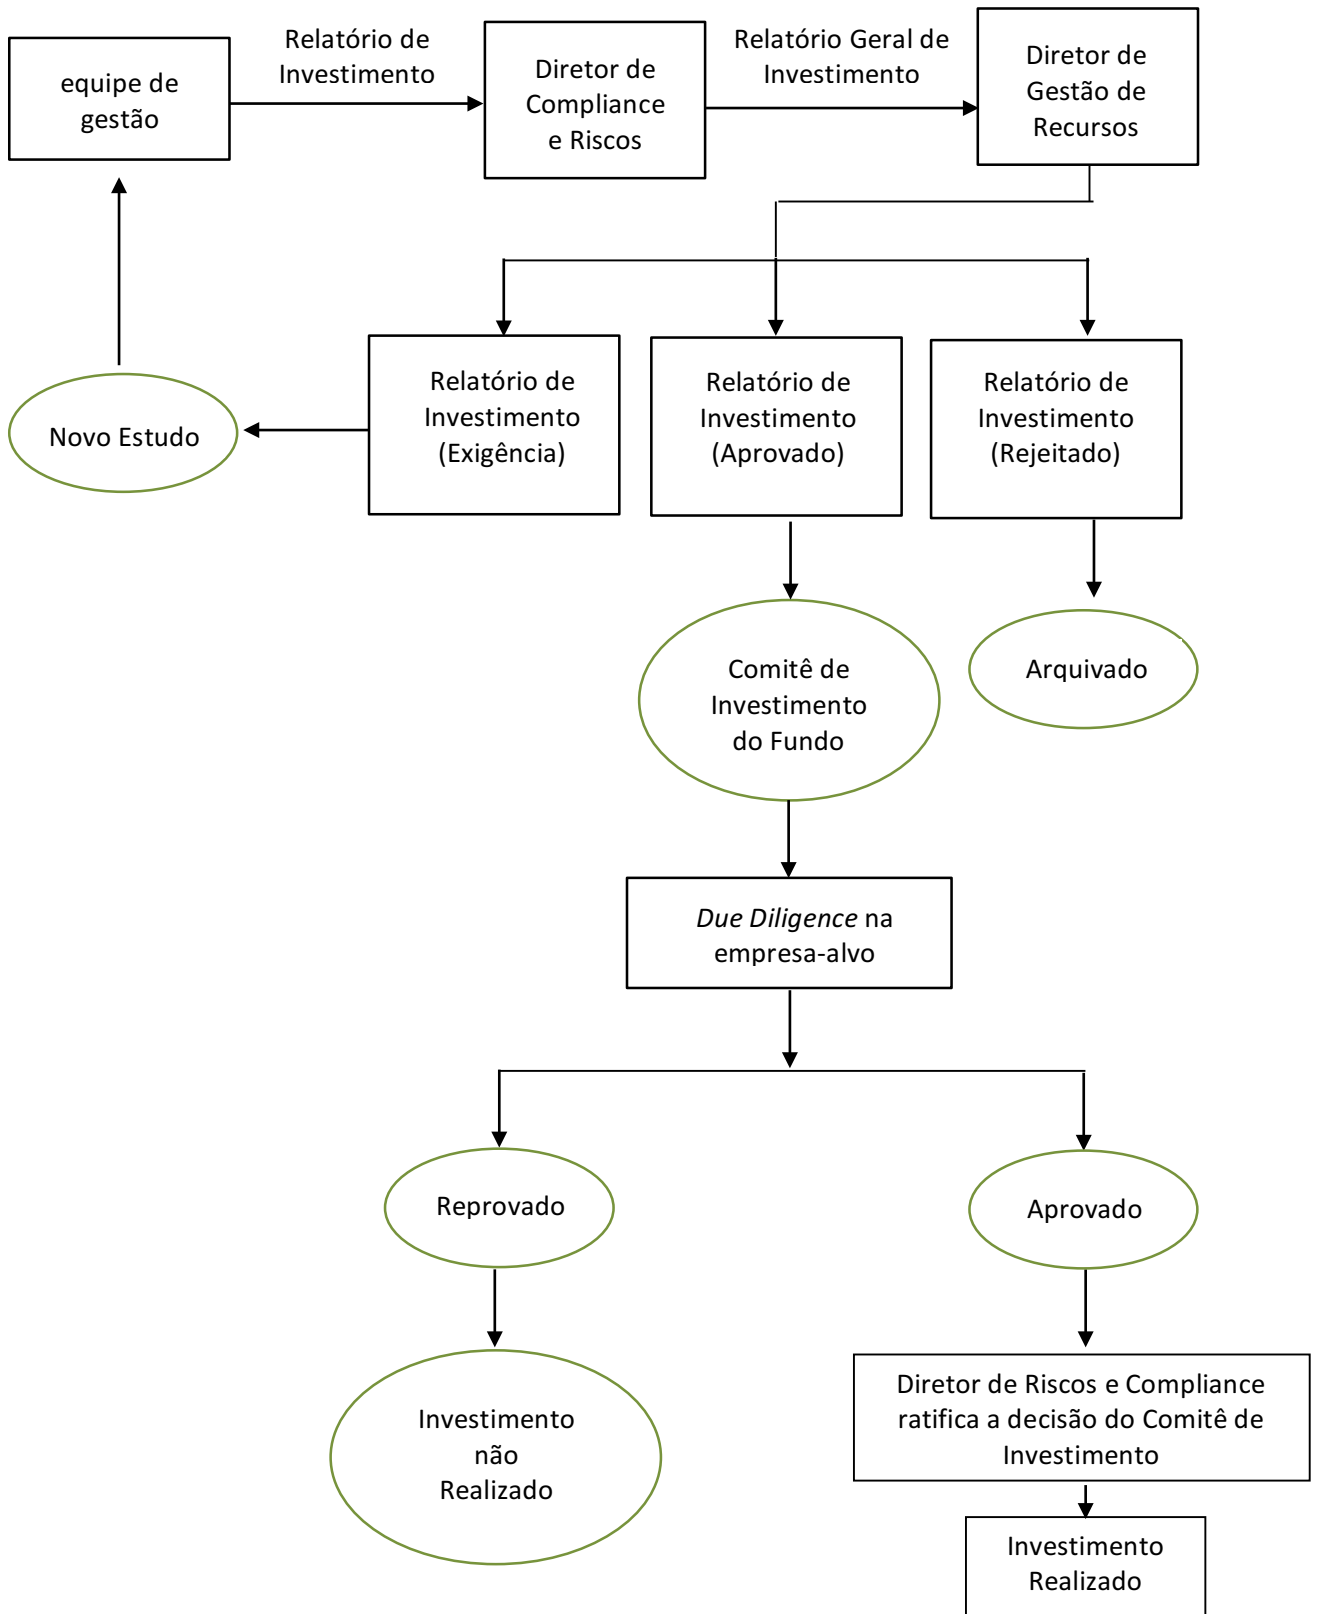 equipe de
gestão
Relatório de
Investimento
Diretor de
Compliance
e Riscos
Relatório Geral de
Investimento
Diretor de
Gestão de
Recursos
Novo Estudo
Relatório de
Investimento
(Exigência)
Relatório de
Investimento
(Aprovado)
Relatório de
Investimento
(Rejeitado)
Comitê de
Investimento
do Fundo
Arquivado
Due Diligence na
empresa-alvo
Reprovado
Aprovado
Investimento
não
Realizado
Diretor de Riscos e Compliance
ratifica a decisão do Comitê de
Investimento
Investimento
Realizado